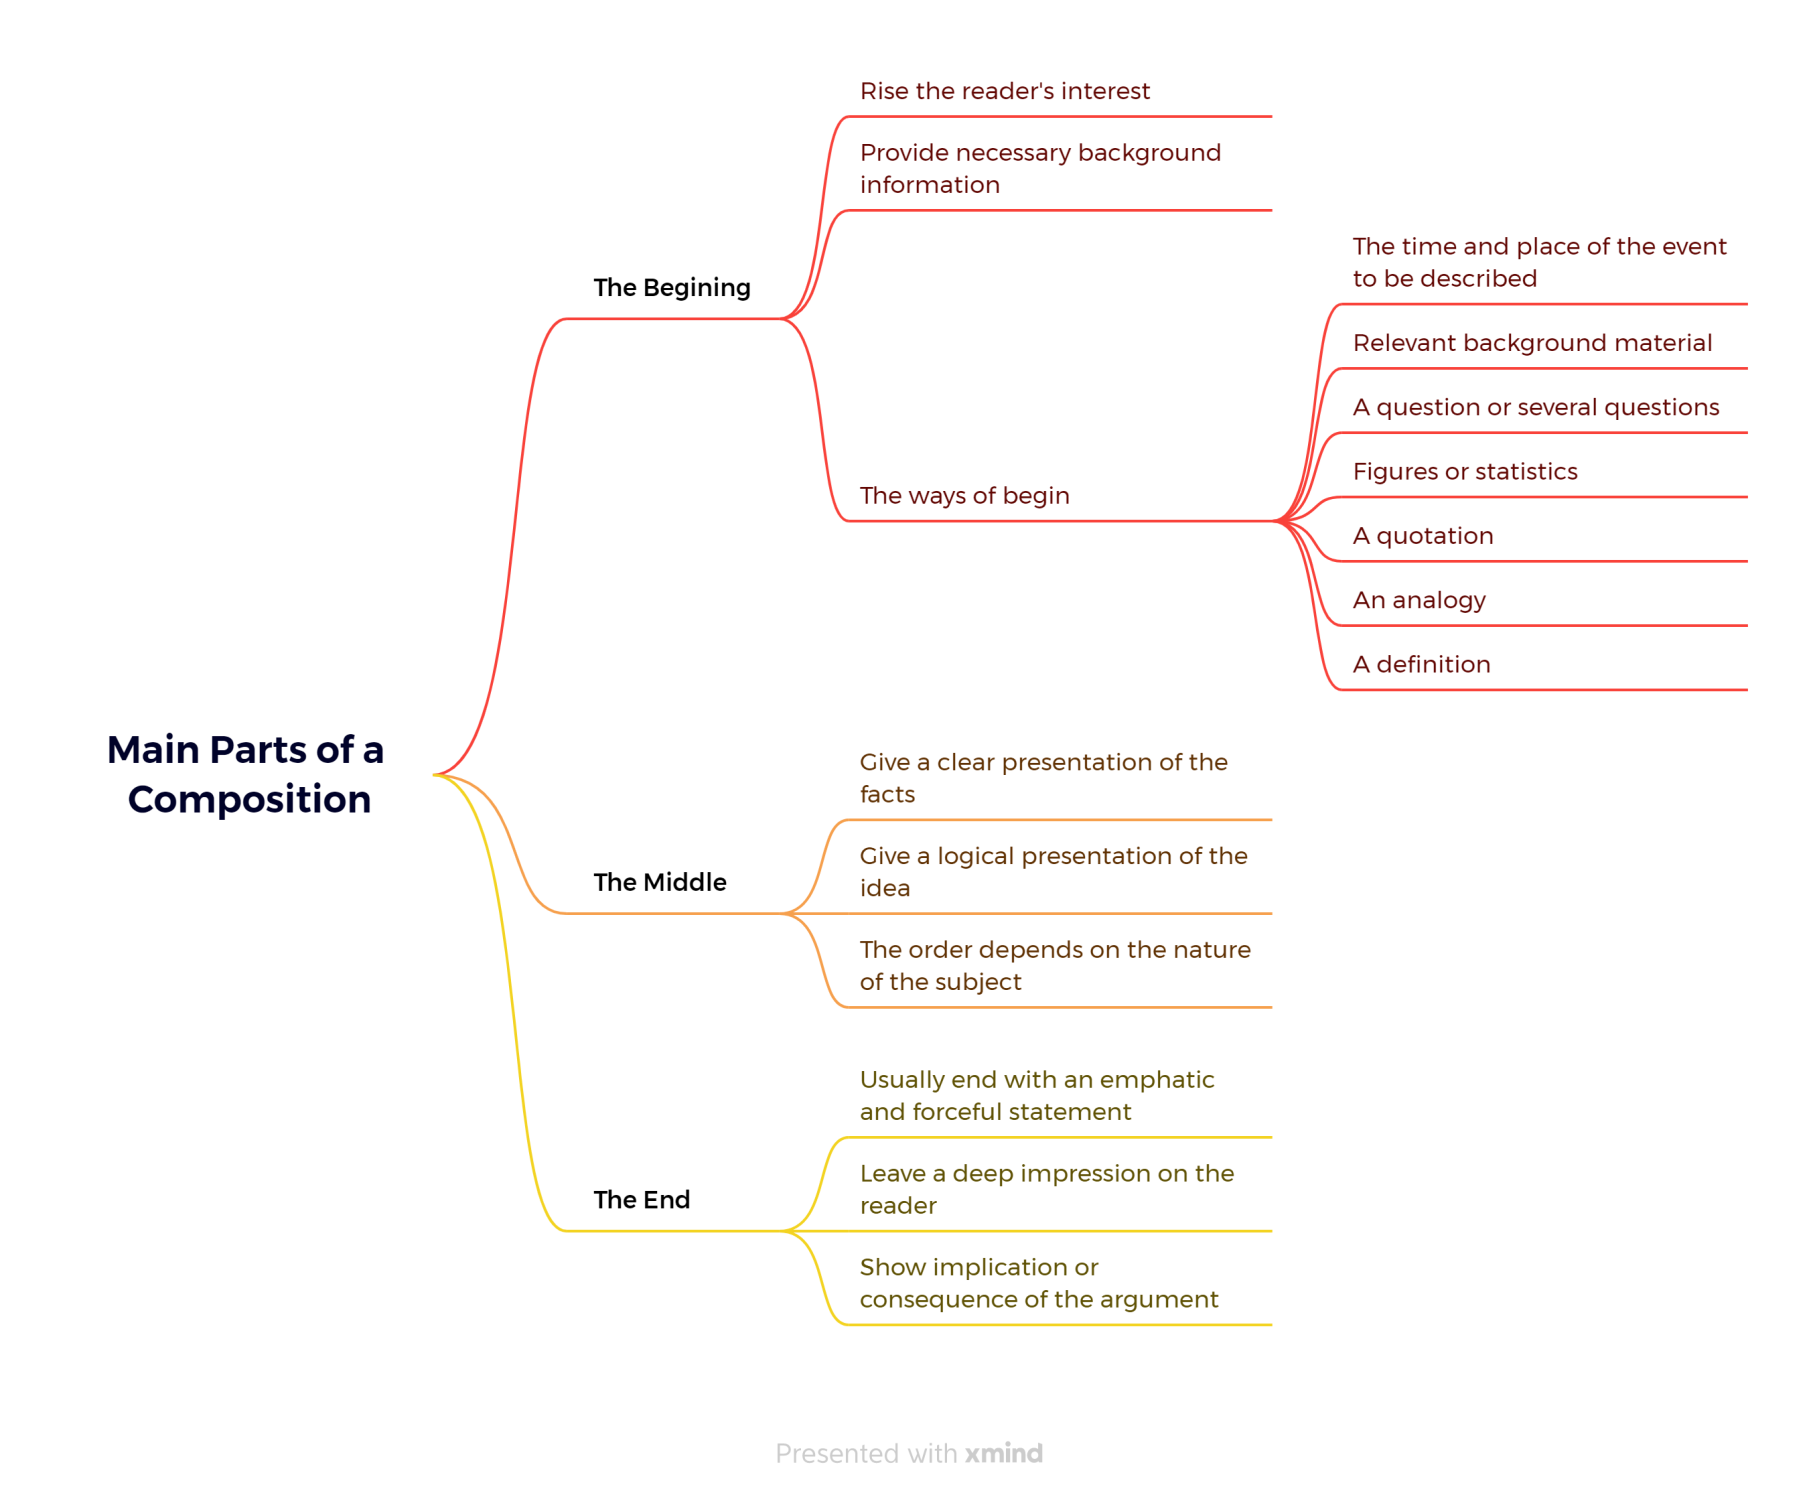 Rise the reader's interest
Provide necessary background
information
The Begining
The ways of begin
The time and place of the event
to be described
Relevant background material
A question or several questions
Figures or statistics
A quotation
An analogy
A definition
Main Parts of a
Composition
The Middle
Give a clear presentation of the
facts
Give a logical presentation of the
idea
The order depends on the nature
of the subject
The End
Usually end with an emphatic
and forceful statement
Leave a deep impression on the
reader
Show implication or
consequence of the argument
Presented with xmind